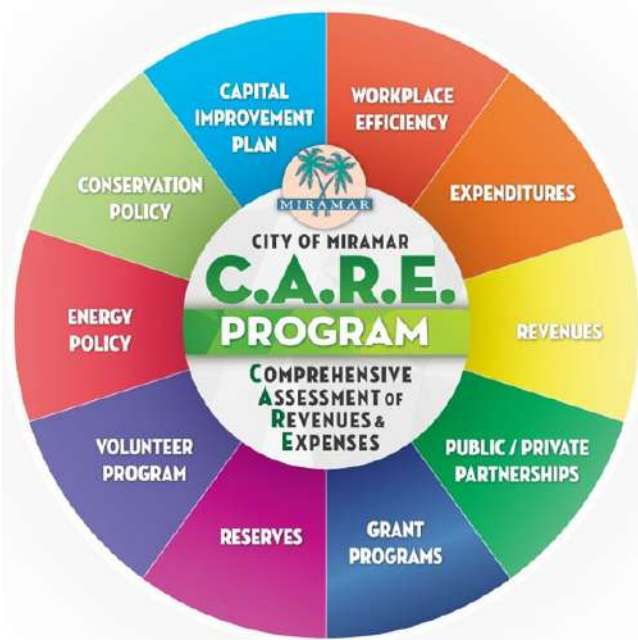 CAPITAL
IMPROVEMENT
PLAN
WORKPLACE
EFFICIENCY
CONSERVATION
POLICY
EXPENDITURES
MIRAMAR
CITY OF MIRAMAR
C.A.R.E.
PROGRAM
COMPREHENSIVE
ASSESSMENT OF
REVENUES &
EXPENSES
ENERGY
POLICY
REVENUES
VOLUNTEER
PROGRAM
PUBLIC / PRIVATE
PARTNERSHIPS
RESERVES
GRANT
PROGRAMS